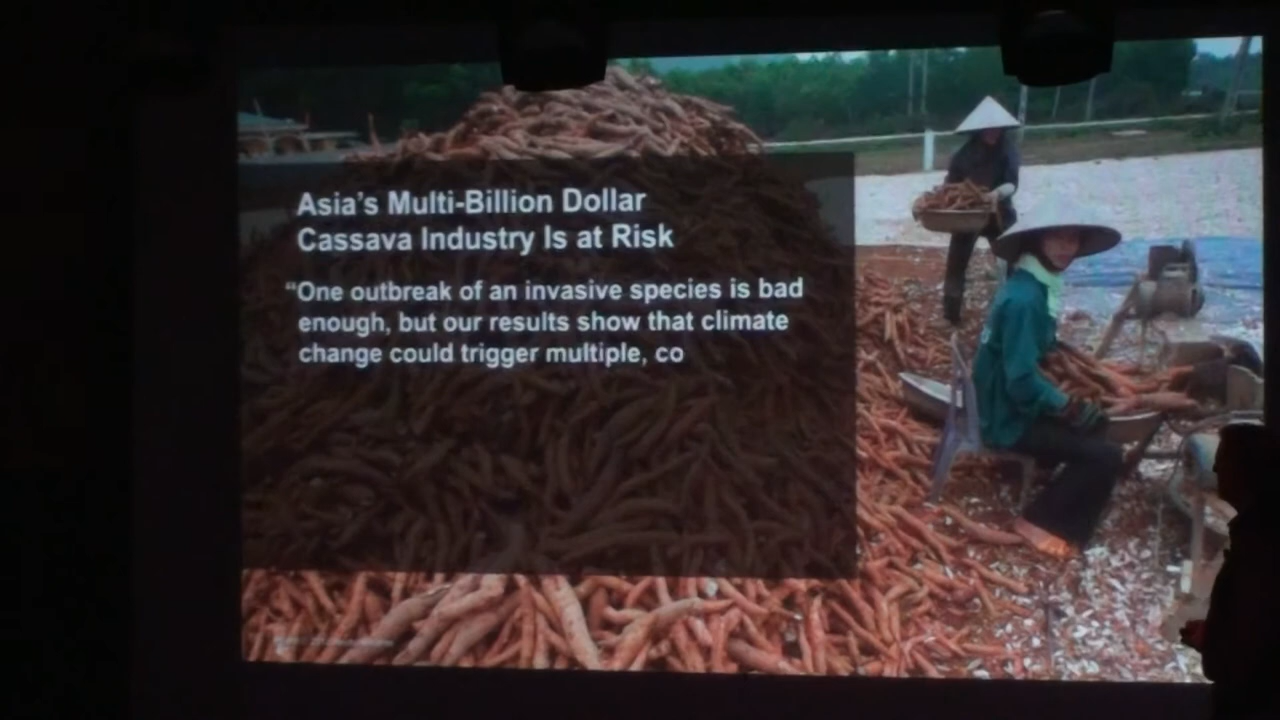 Asia's Multi-Billion Dollar
Cassava Industry Is at Risk
“One outbreak of an invasive species is bad
enough, but our results show that climate
change could trigger multiple, co